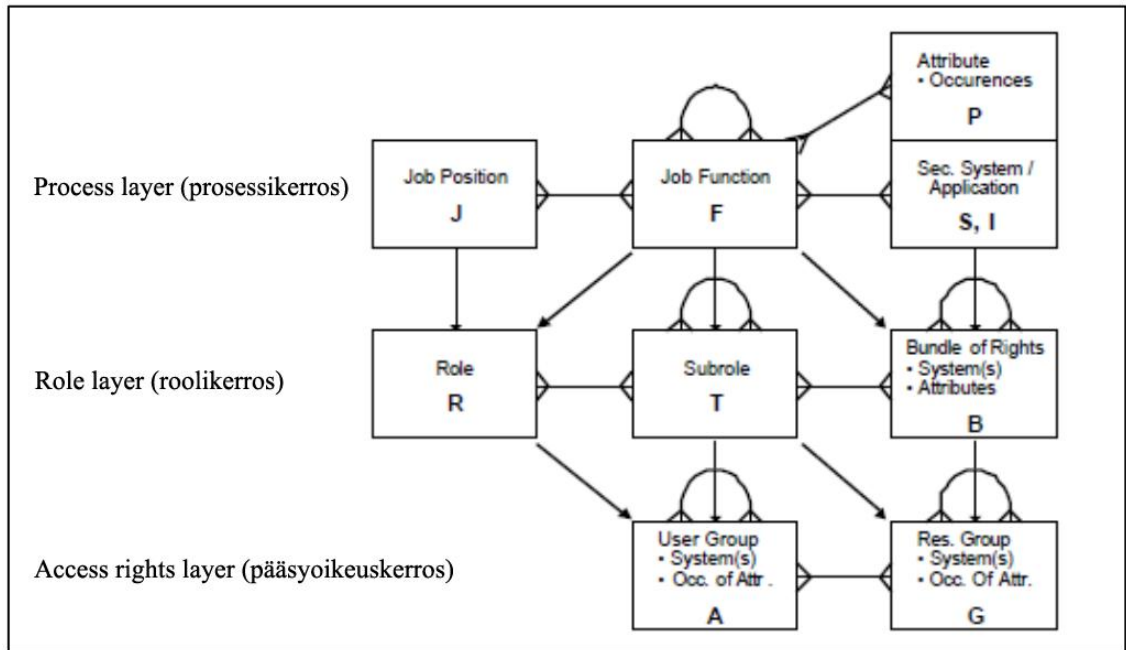 Attribute
• Occurences
P
Process layer (prosessikerros)
Job Position
J
Job Function
F
Sec. System /
Application
S, I
Role layer (roolikerros)
Role
R
Subrole
T
Bundle of Rights
• System(s)
• Attributes
B
Access rights layer (pääsyoikeuskerros)
User Group
• System(s)
• Occ. of Attr .
A
Res. Group
• System(s)
• Occ. Of Attr.
G